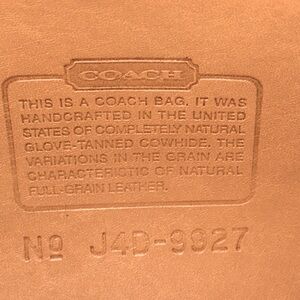 COACH
THIS IS A COACH BAG. IT WAS
HANDCRAFTED IN THE UNITED
STATES OF COMPLETELY NATURAL
GLOVE-TANNED COWHIDE. THE
VARIATIONS IN THE GRAIN ARE
CHARACTERISTIC OF NATURAL
FULL-GRAIN LEATHER.
Nº J4D-9927